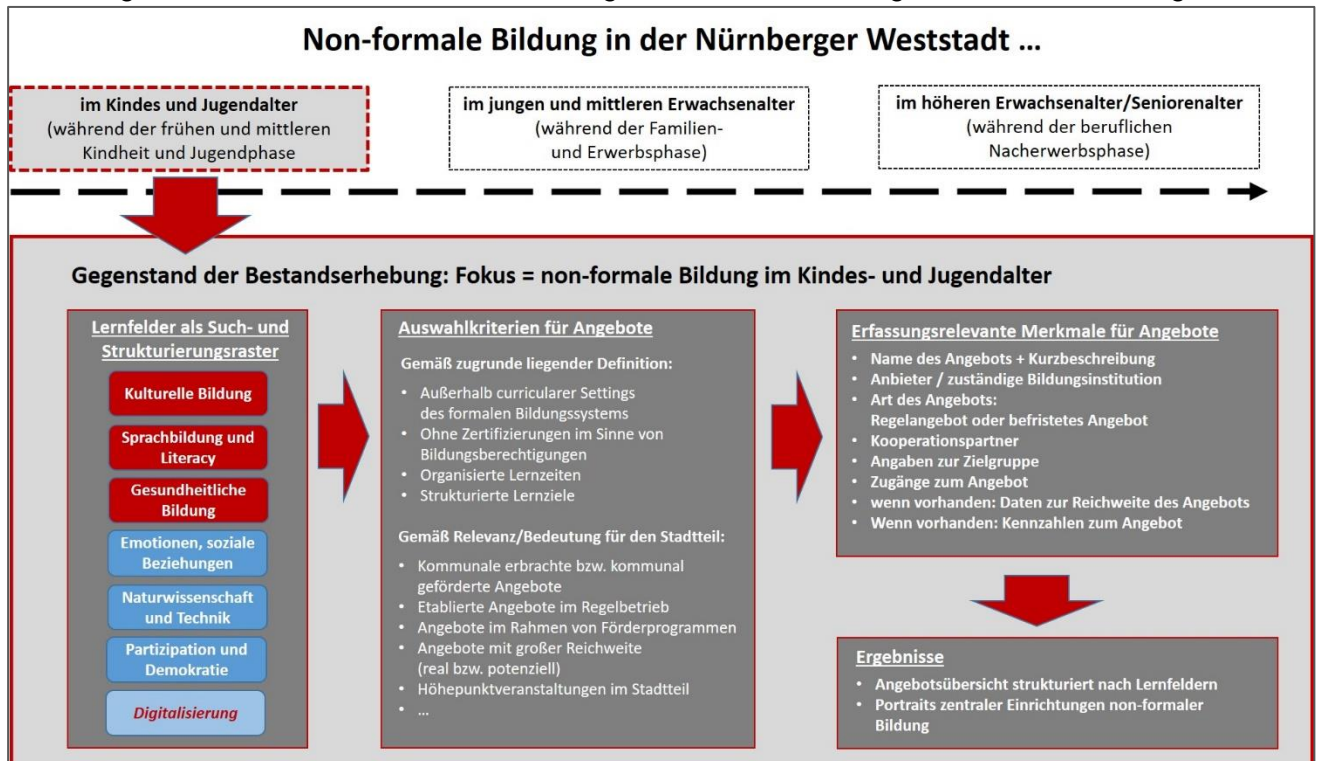 Non-formale Bildung in der Nürnberger Weststadt ...
im Kindes und Jugendalter
(während der frühen und mittleren
Kindheit und Jugendphase
im jungen und mittleren Erwachsenalter
(während der Familien-
und Erwerbsphase)
im höheren Erwachsenalter/Seniorenalter
(während der beruflichen
Nacherwerbsphase)
Gegenstand der Bestandserhebung: Fokus = non-formale Bildung im Kindes- und Jugendalter
Lernfelder als Such- und
Strukturierungsraster
Kulturelle Bildung
Sprachbildung und
Literacy
Gesundheitliche
Bildung
Emotionen, soziale
Beziehungen
Naturwissenschaft
und Technik
Partizipation und
Demokratie
Digitalisierung
Auswahlkriterien für Angebote
Gemäß zugrunde liegender Definition:
• Außerhalb curricularer Settings
des formalen Bildungssystems
• Ohne Zertifizierungen im Sinne von
Bildungsberechtigungen
• Organisierte Lernzeiten
• Strukturierte Lernziele
Gemäß Relevanz/Bedeutung für den Stadtteil:
• Kommunale erbrachte bzw. kommunal
geförderte Angebote
• Etablierte Angebote im Regelbetrieb
• Angebote im Rahmen von Förderprogrammen
• Angebote mit großer Reichweite
(real bzw. potenziell)
• Höhepunktveranstaltungen im Stadtteil
• ...
Erfassungsrelevante Merkmale für Angebote
• Name des Angebots + Kurzbeschreibung
• Anbieter / zuständige Bildungsinstitution
• Art des Angebots:
Regelangebot oder befristetes Angebot
• Kooperationspartner
• Angaben zur Zielgruppe
• Zugänge zum Angebot
• wenn vorhanden: Daten zur Reichweite des Angebots
• Wenn vorhanden: Kennzahlen zum Angebot
Ergebnisse
• Angebotsübersicht strukturiert nach Lernfeldern
• Portraits zentraler Einrichtungen non-formaler
Bildung